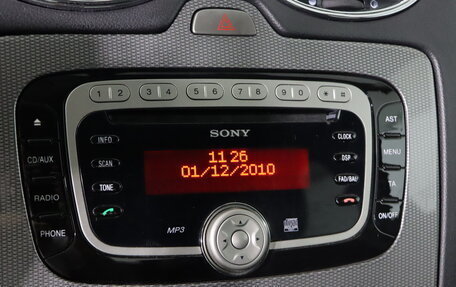 1 2 3 4 5 6 7 8 9 0 * #
SONY
INFO
CLOCK
AST
11 26
CD/AUX
SCAN
DSP
MENU
01/12/2010
TONE
FAD/BAL
TA
RADIO
PHONE
MP3
ON/OFF